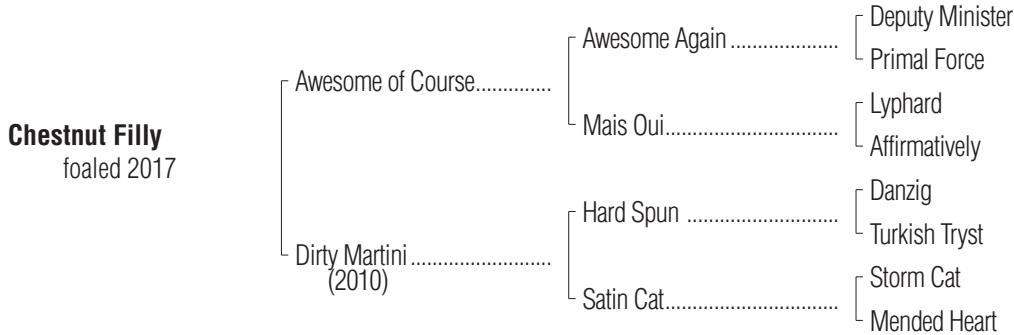 Deputy Minister
Awesome Again ....................
Primal Force
Awesome of Course..............
Lyphard
Mais Oui................................
Affirmatively
Chestnut Filly
foaled 2017
Danzig
Hard Spun ............................
Turkish Tryst
Dirty Martini ..........................
(2010)
Storm Cat
Satin Cat................................
Mended Heart